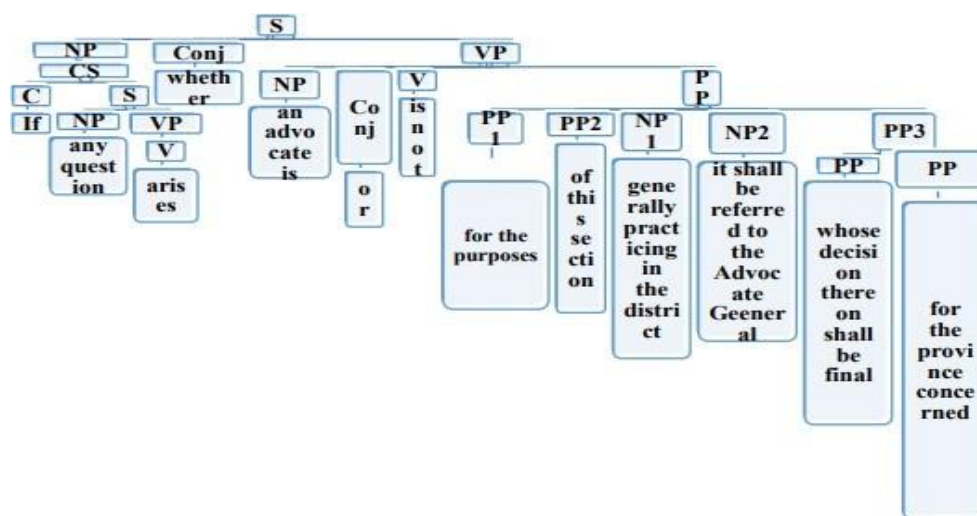 S
NP Conj VP
CS wheth
er
NP Co
nj V P
P
C S an
advo
cate
is is
n
o
t
If NP VP or PP
1 PP2 NP
1 NP2 PP3
any
quest
ion V of
thi
s
se
cti
on gene
rally
pract
icing
in
the
distri
ct it shall
be
referre
d to
the
Advoc
ate
Geener
al PP PP
aris
es for the
purposes whose
decisi
on
there
on
shall
be
final for
the
provi
nce
conce
rned